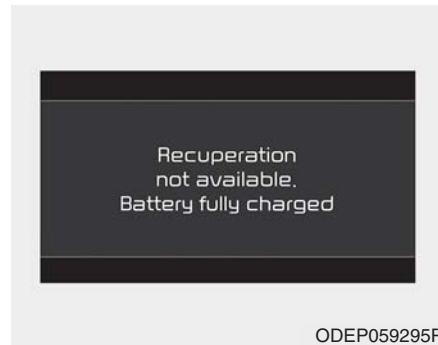 Recuperation
not available.
Battery fully charged
ODEP059295F